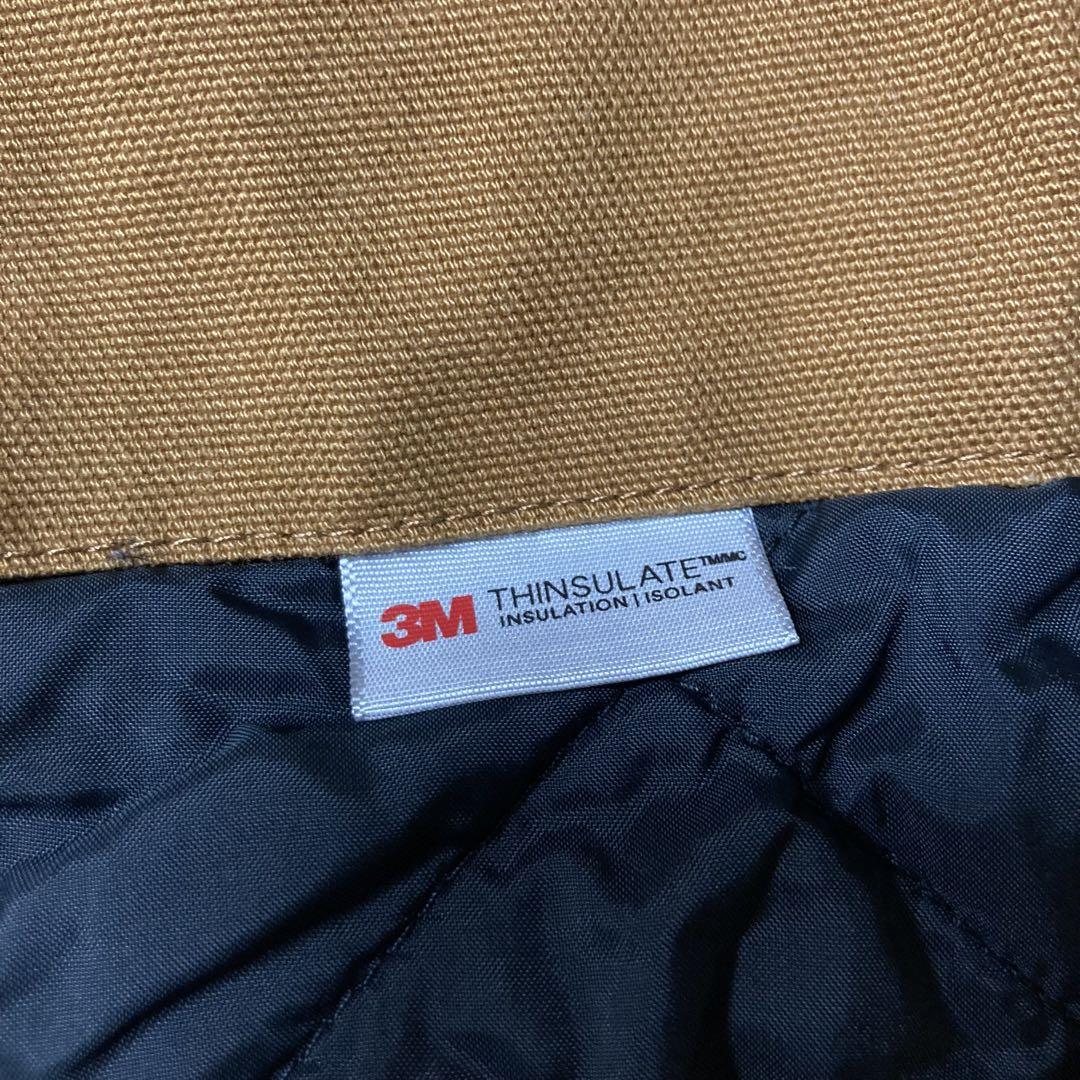 3M THINSULATE™/MC
INSULATION | ISOLANT